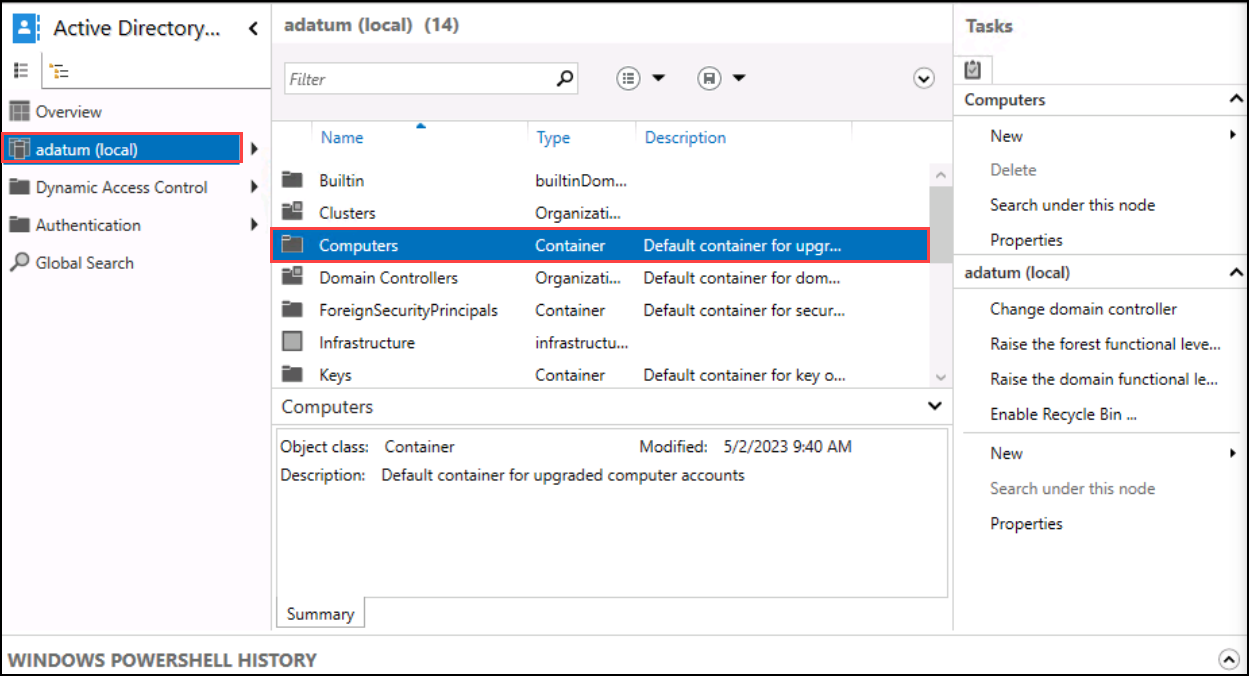 Active Directory...
Overview
adatum (local)
Dynamic Access Control
Authentication
Global Search
adatum (local) (14)
Filter
Name Type Description
Builtin builtinDom...
Clusters Organizati...
Computers Container Default container for upgr...
Domain Controllers Organizati... Default container for dom...
ForeignSecurityPrincipals Container Default container for secur...
Infrastructure infrastructu...
Keys Container Default container for key o...
Computers
Object class: Container Modified: 5/2/2023 9:40 AM
Description: Default container for upgraded computer accounts
Summary
Tasks
Computers
New
Delete
Search under this node
Properties
adatum (local)
Change domain controller
Raise the forest functional leve...
Raise the domain functional le...
Enable Recycle Bin ...
New
Search under this node
Properties
WINDOWS POWERSHELL HISTORY